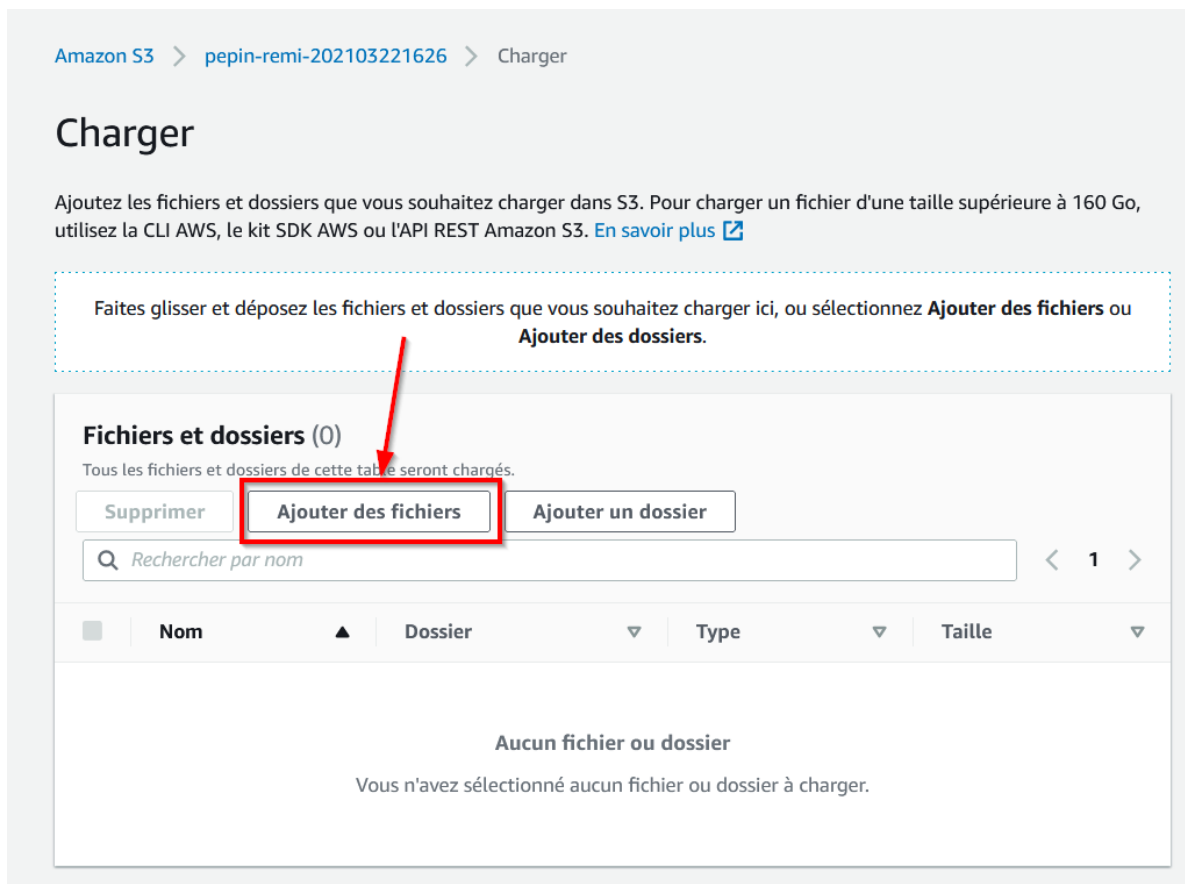 Amazon S3 > pepin-remi-202103221626 > Charger
Charger
Ajoutez les fichiers et dossiers que vous souhaitez charger dans S3. Pour charger un fichier d'une taille supérieure à 160 Go,
utilisez la CLI AWS, le kit SDK AWS ou l'API REST Amazon S3. En savoir plus
Faites glisser et déposez les fichiers et dossiers que vous souhaitez charger ici, ou sélectionnez Ajouter des fichiers ou
Ajouter des dossiers.
Fichiers et dossiers (0)
Tous les fichiers et dossiers de cette table seront chargés.
Supprimer Ajouter des fichiers Ajouter un dossier
Rechercher par nom < 1 >
Nom Dossier Type Taille
Aucun fichier ou dossier
Vous n'avez sélectionné aucun fichier ou dossier à charger.